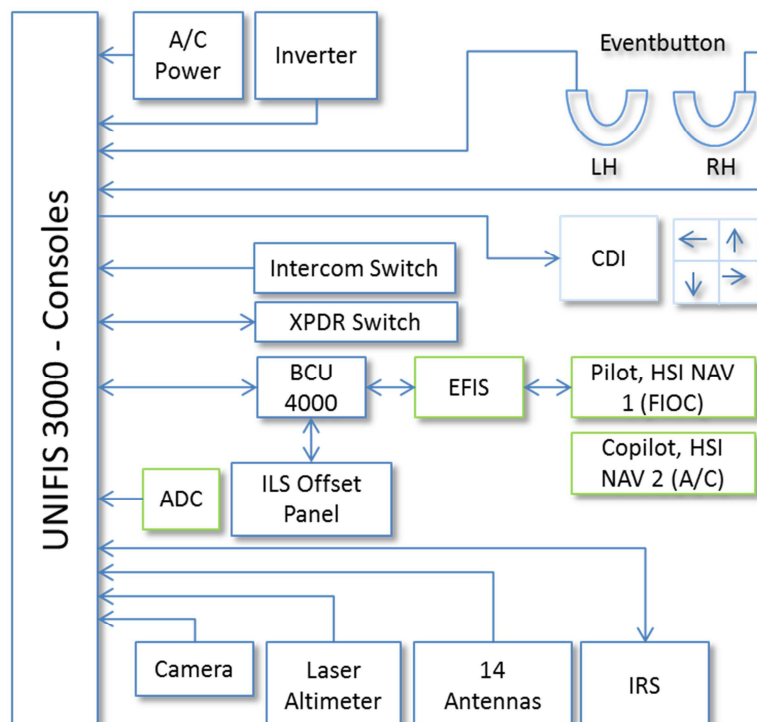 A/C
Power
Inverter
Eventbutton
LH
RH
UNIFIS 3000 - Consoles
CDI
Intercom Switch
XPDR Switch
BCU
4000
EFIS
Pilot, HSI NAV
1 (FIOC)
Copilot, HSI
NAV 2 (A/C)
ADC
ILS Offset
Panel
Camera
Laser
Altimeter
14
Antennas
IRS